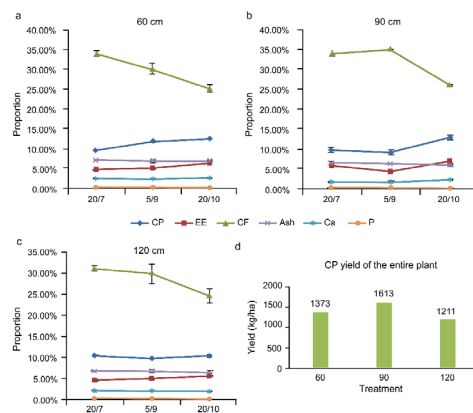 a
60 cm
40.00%
35.00%
30.00%
25.00%
20.00%
15.00%
10.00%
5.00%
0.00%
Proportion
20/7 5/9 20/10
b
90 cm
40.00%
35.00%
30.00%
25.00%
20.00%
15.00%
10.00%
5.00%
0.00%
Proportion
20/7 5/9 20/10
CP EE CF Ash Ca P
c
120 cm
35.00%
30.00%
25.00%
20.00%
15.00%
10.00%
5.00%
0.00%
Proportion
20/7 5/9 20/10
d
CP yield of the entire plant
2000
1500
1000
500
0
Yield (kg/ha)
1373 1613 1211
60 90 120
Treatment